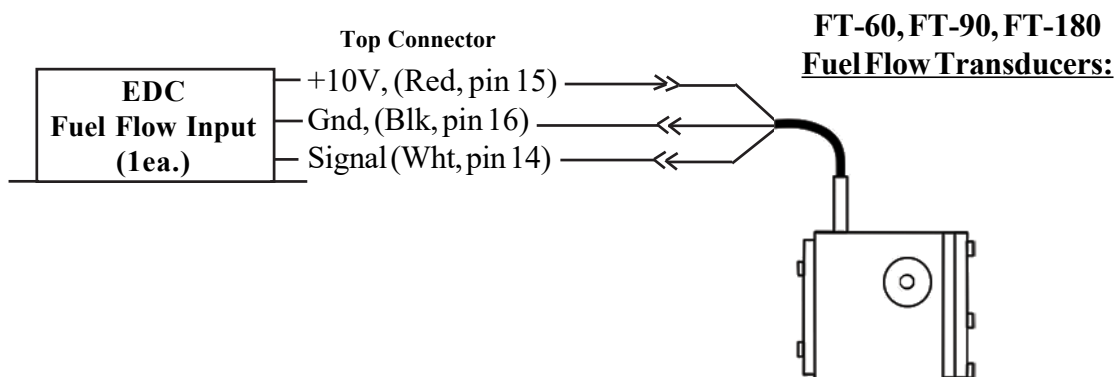 FT-60, FT-90, FT-180
Fuel Flow Transducers:
Top Connector
EDC
Fuel Flow Input
(1ea.)
+10V, (Red, pin 15)
Gnd, (Blk, pin 16)
Signal (Wht, pin 14)